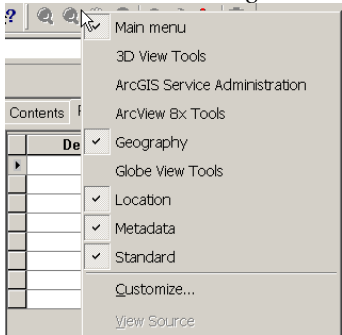 ?
Main menu
3D View Tools
ArcGIS Service Administration
Contents
ArcView 8x Tools
De
Geography
Globe View Tools
Location
Metadata
Standard
Customize...
View Source